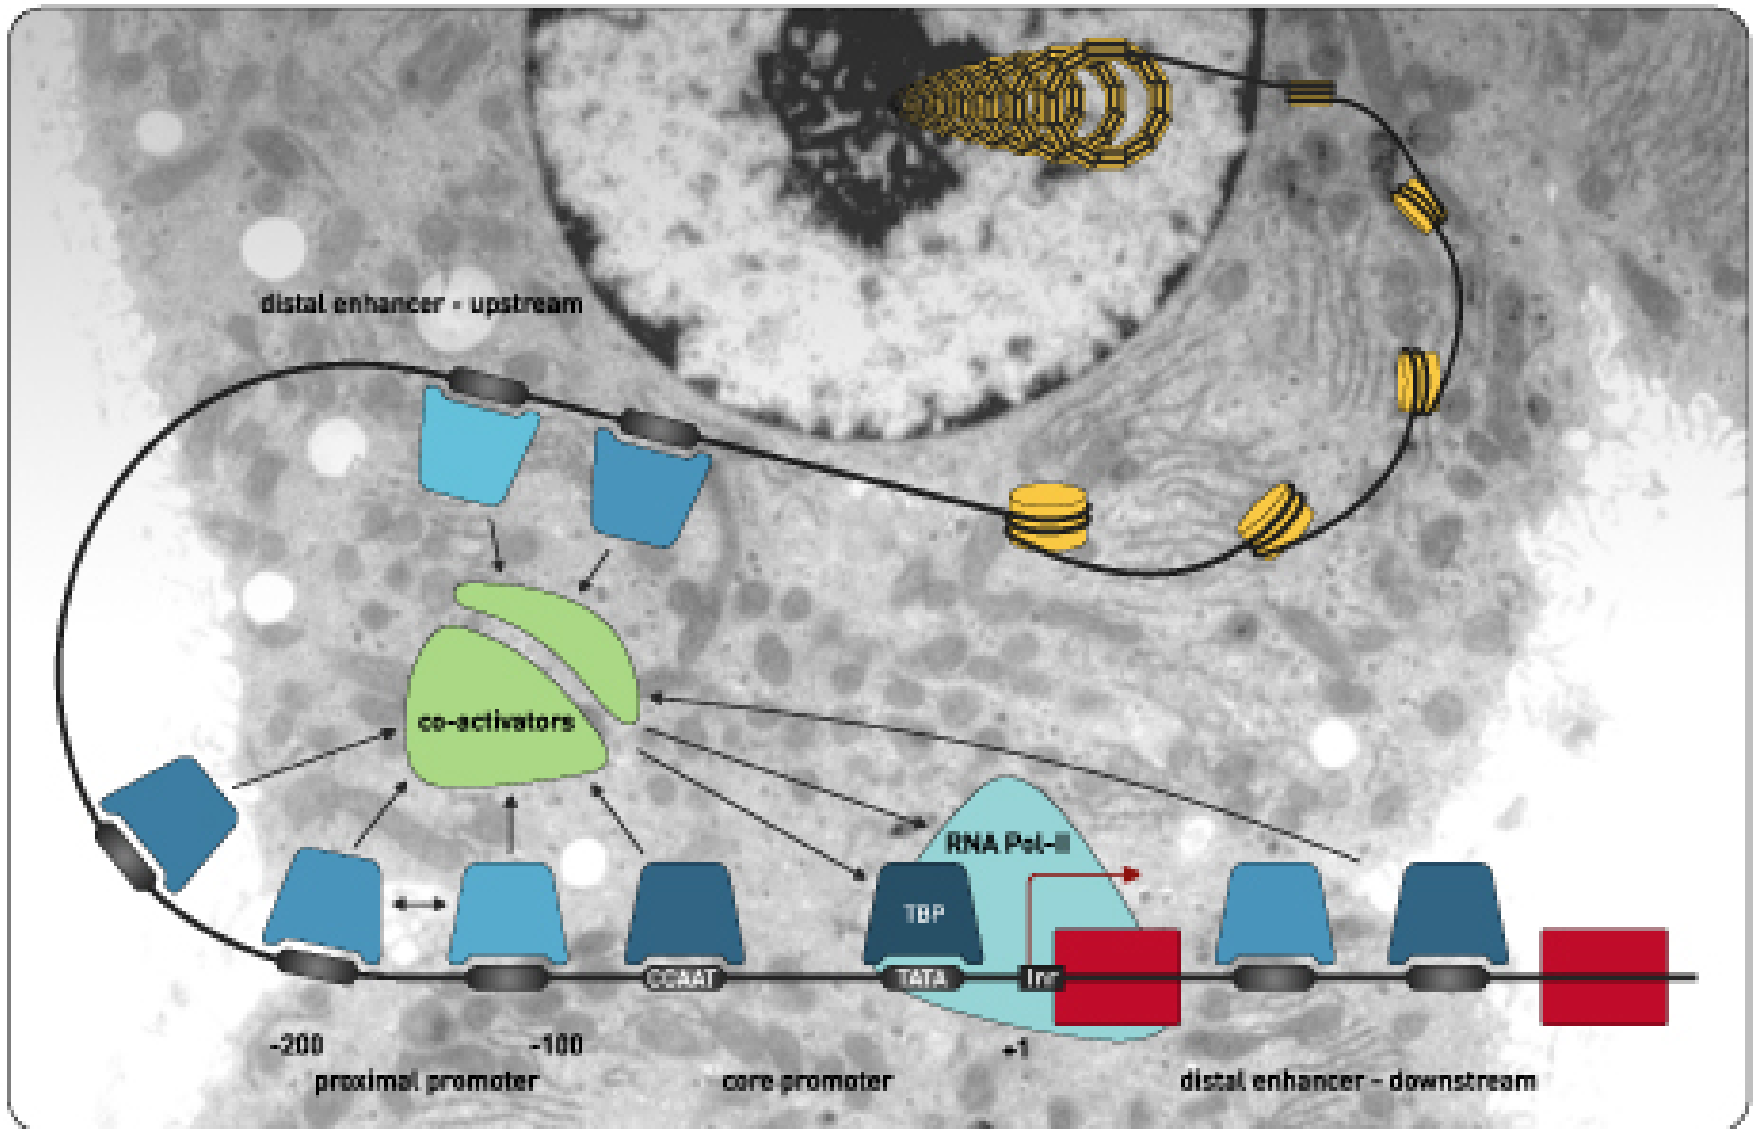 distal enhancer - upstream
co-activators
RNA Pol-II
TBP
CCAAT
TATA
Inr
-200
-100
+1
proximal promoter
core promoter
distal enhancer - downstream